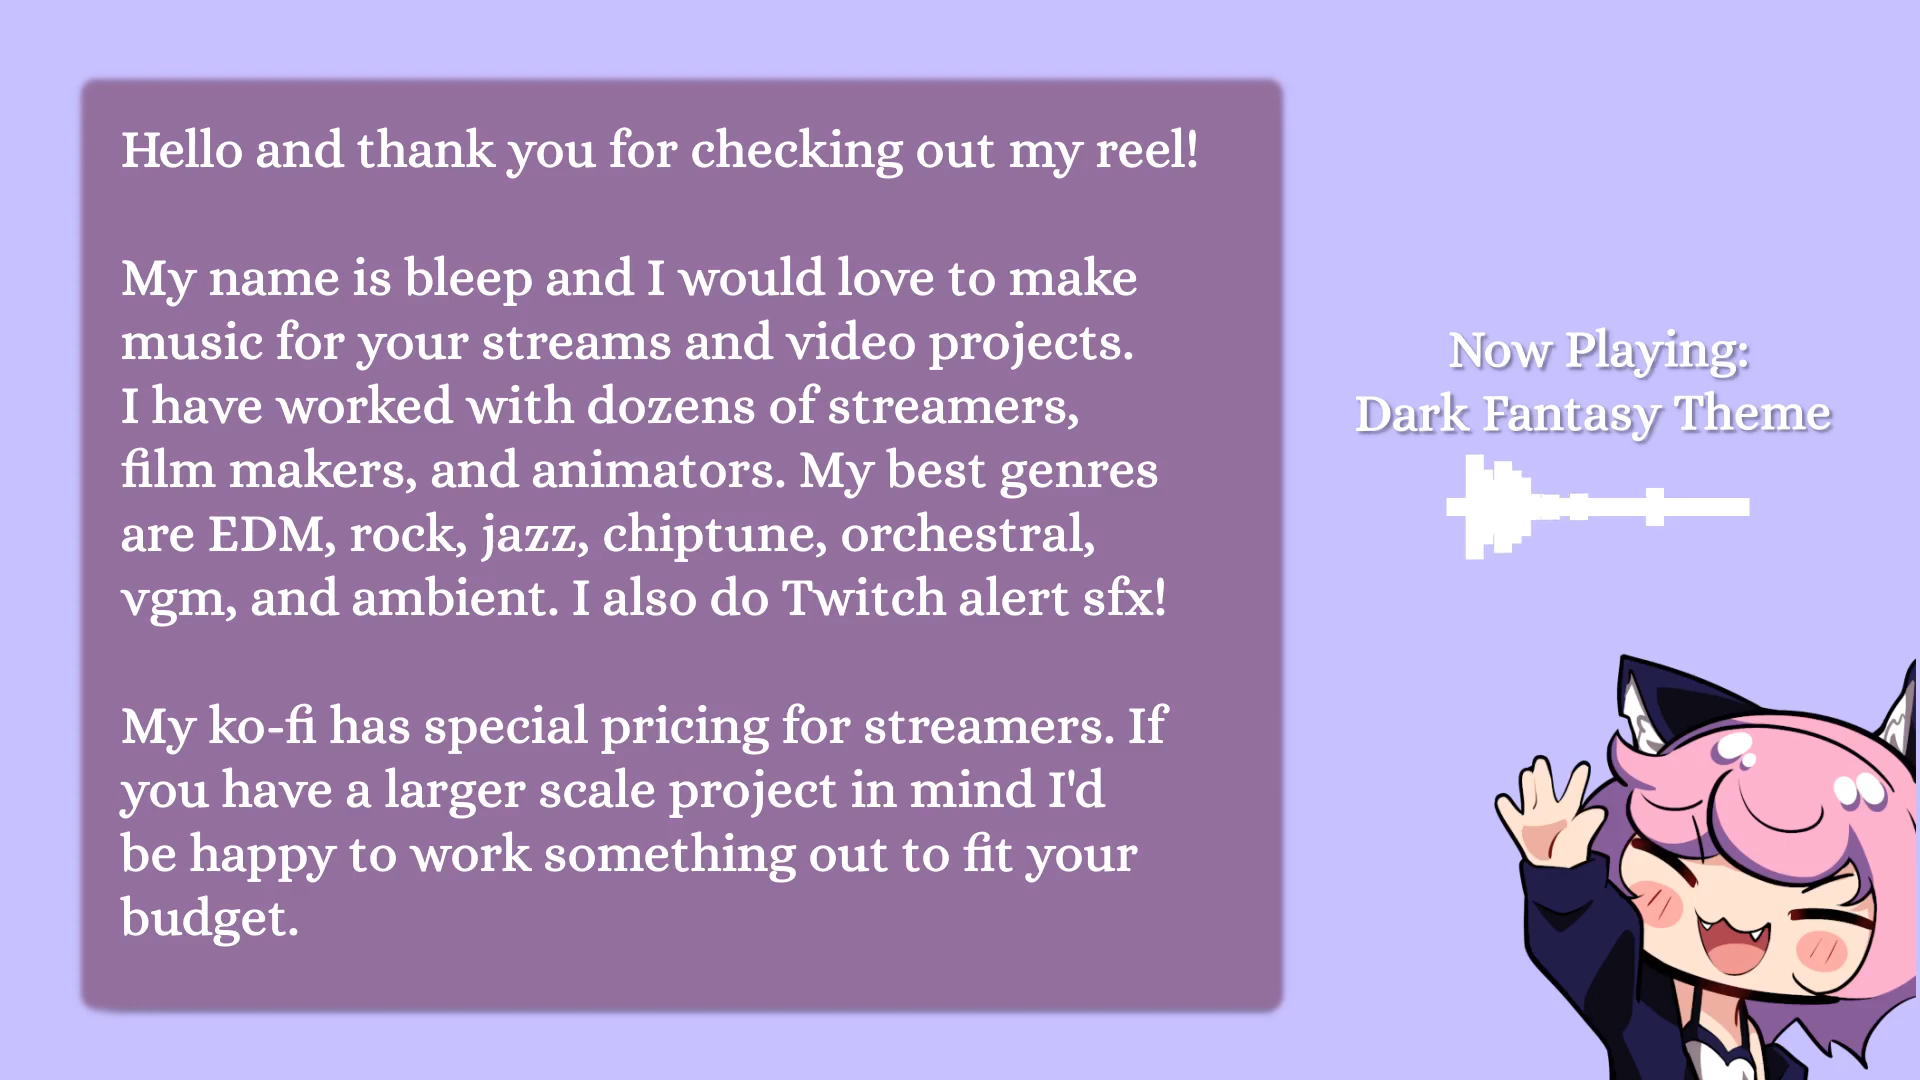 Hello and thank you for checking out my reel!
My name is bleep and I would love to make
music for your streams and video projects.
I have worked with dozens of streamers,
film makers, and animators. My best genres
are EDM, rock, jazz, chiptune, orchestral,
vgm, and ambient. I also do Twitch alert sfx!
My ko-fi has special pricing for streamers. If
you have a larger scale project in mind I'd
be happy to work something out to fit your
budget.
Now Playing:
Dark Fantasy Theme